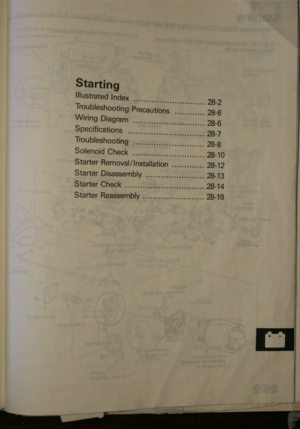 Starting
Illustrated Index ............................ 28-2
Troubleshooting Precautions ............ 28-6
Wiring Diagram ............................ 28-6
Specifications .............................. 28-7
Troubleshooting ............................ 28-8
Solenoid Check ............................ 28-10
Starter Removal/Installation ............. 28-12
Starter Disassembly ....................... 28-13
Starter Check ................................ 28-14
Starter Reassembly ........................ 28-18